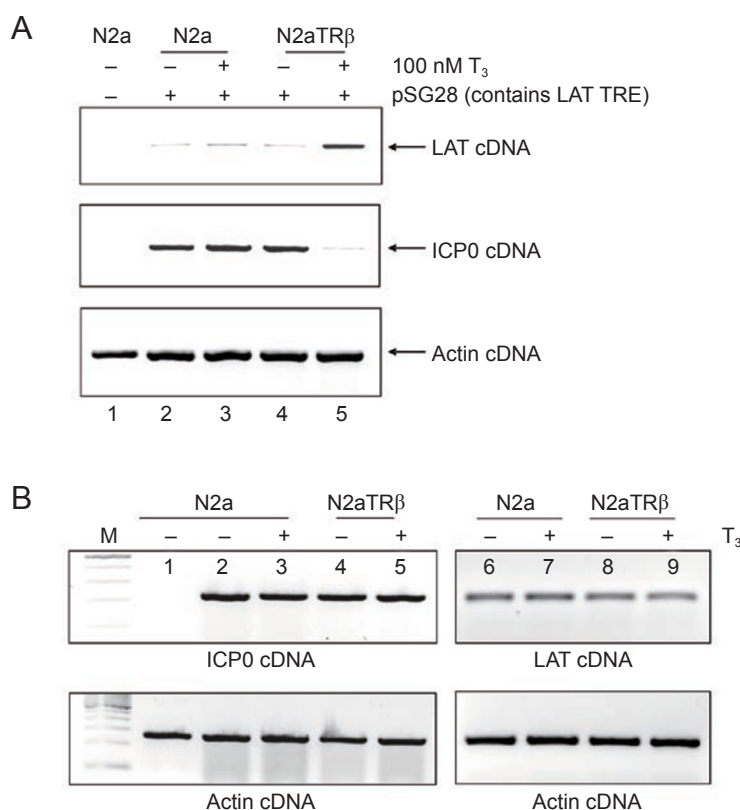 A
N2a N2a N2aTRβ
– – + – + 100 nM T₃
– + + + + pSG28 (contains LAT TRE)
LAT cDNA
ICP0 cDNA
Actin cDNA
1 2 3 4 5
B
N2a N2aTRβ N2a N2aTRβ
M – – + – + – + – + T₃
1 2 3 4 5 6 7 8 9
ICP0 cDNA LAT cDNA
Actin cDNA Actin cDNA